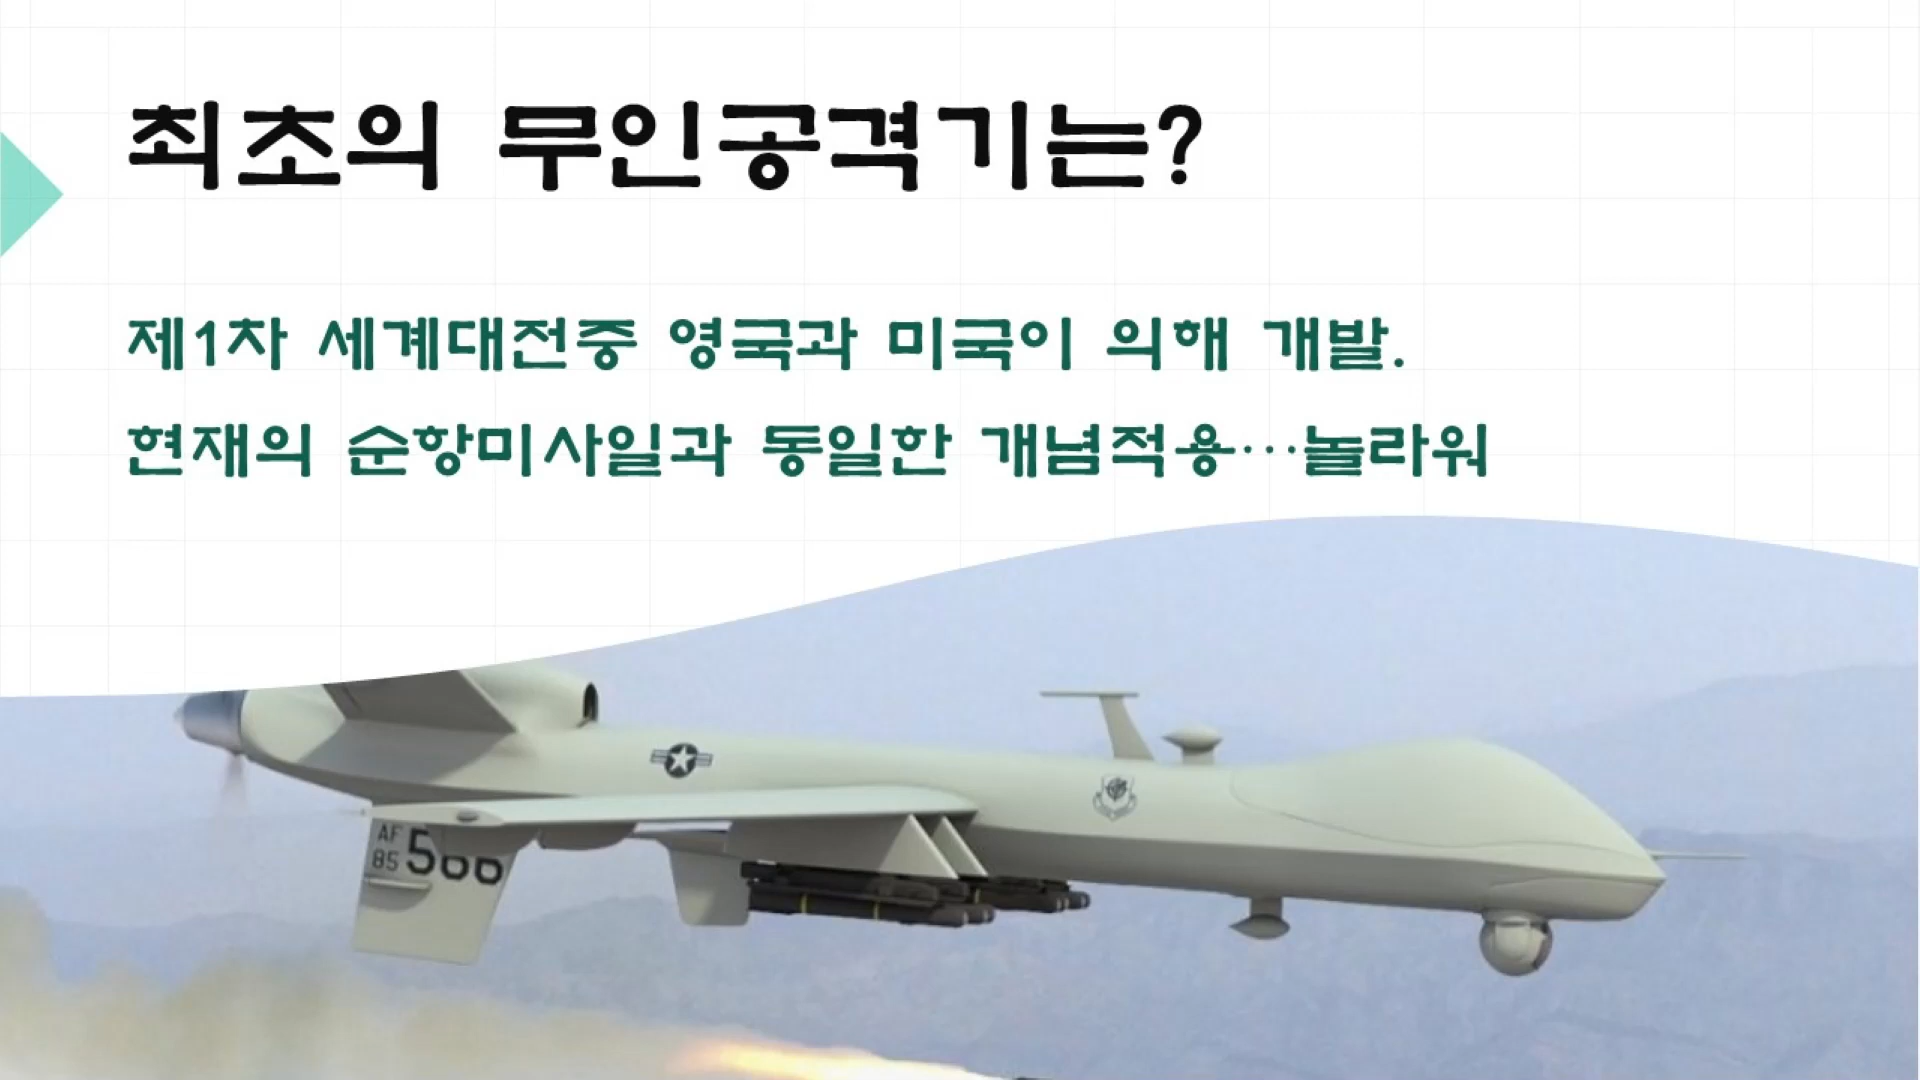 최초의 무인공격기는?
제1차 세계대전중 영국과 미국이 의해 개발.
현재의 순항미사일과 동일한 개념적용…놀라워
AF
85 566